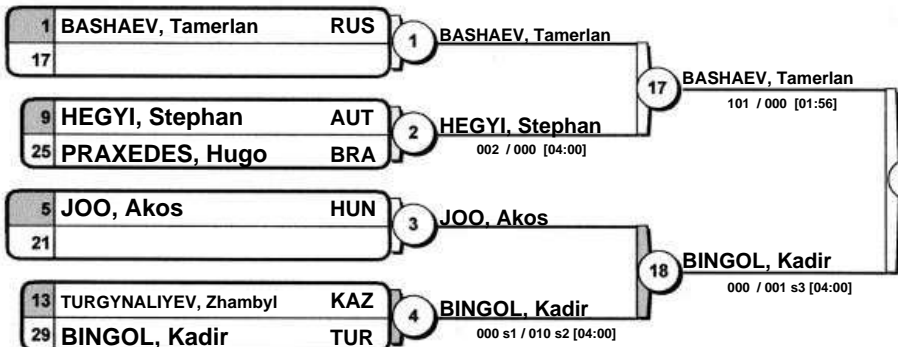 1 BASHAEV, Tamerlan RUS
17
1
BASHAEV, Tamerlan
9 HEGYI, Stephan AUT
25 PRAXEDES, Hugo BRA
2
HEGYI, Stephan
002 / 000 [04:00]
17
BASHAEV, Tamerlan
101 / 000 [01:56]
5 JOO, Akos HUN
21
3
JOO, Akos
13 TURGYNALIYEV, Zhambyl KAZ
29 BINGOL, Kadir TUR
4
BINGOL, Kadir
000 s1 / 010 s2 [04:00]
18
BINGOL, Kadir
000 / 001 s3 [04:00]